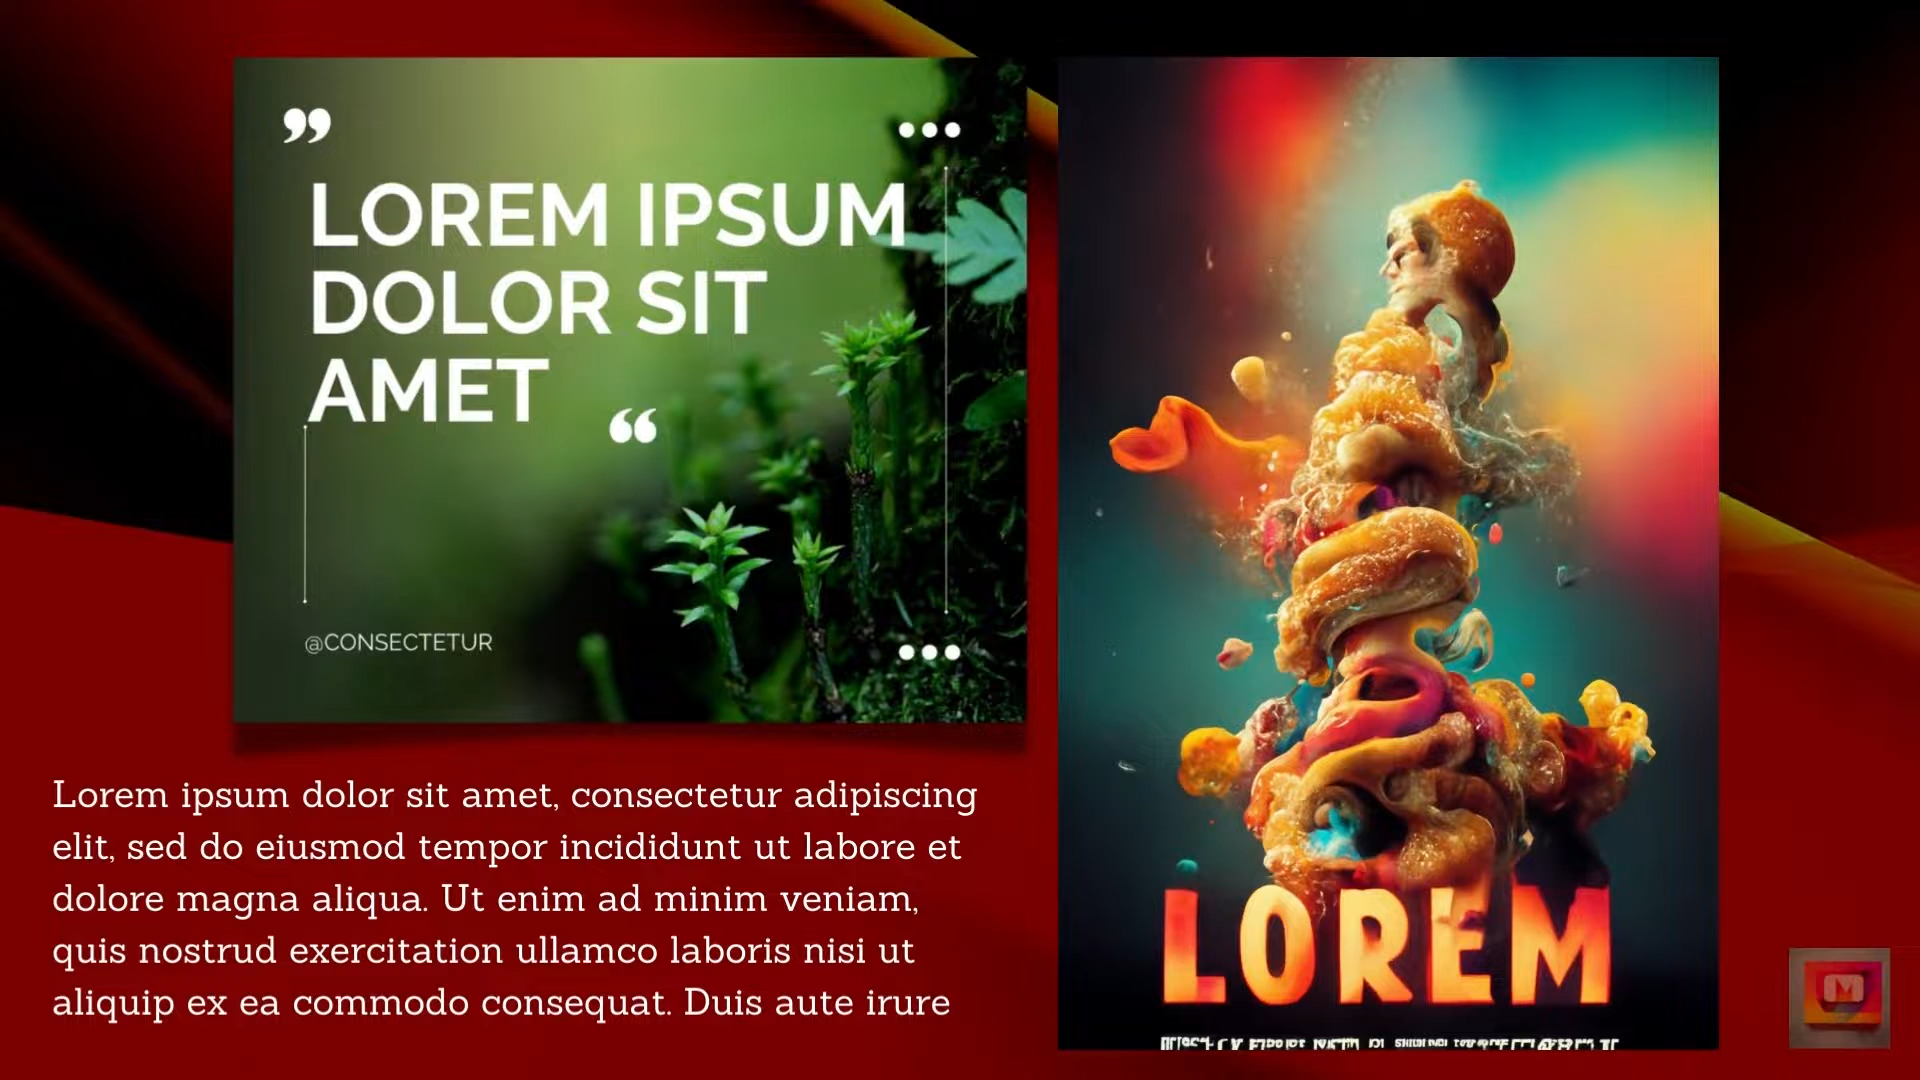 LOREM IPSUM
DOLOR SIT
AMET
@CONSECTETUR
Lorem ipsum dolor sit amet, consectetur adipiscing
elit, sed do eiusmod tempor incididunt ut labore et
dolore magna aliqua. Ut enim ad minim veniam,
quis nostrud exercitation ullamco laboris nisi ut
aliquip ex ea commodo consequat. Duis aute irure
LOREM
M